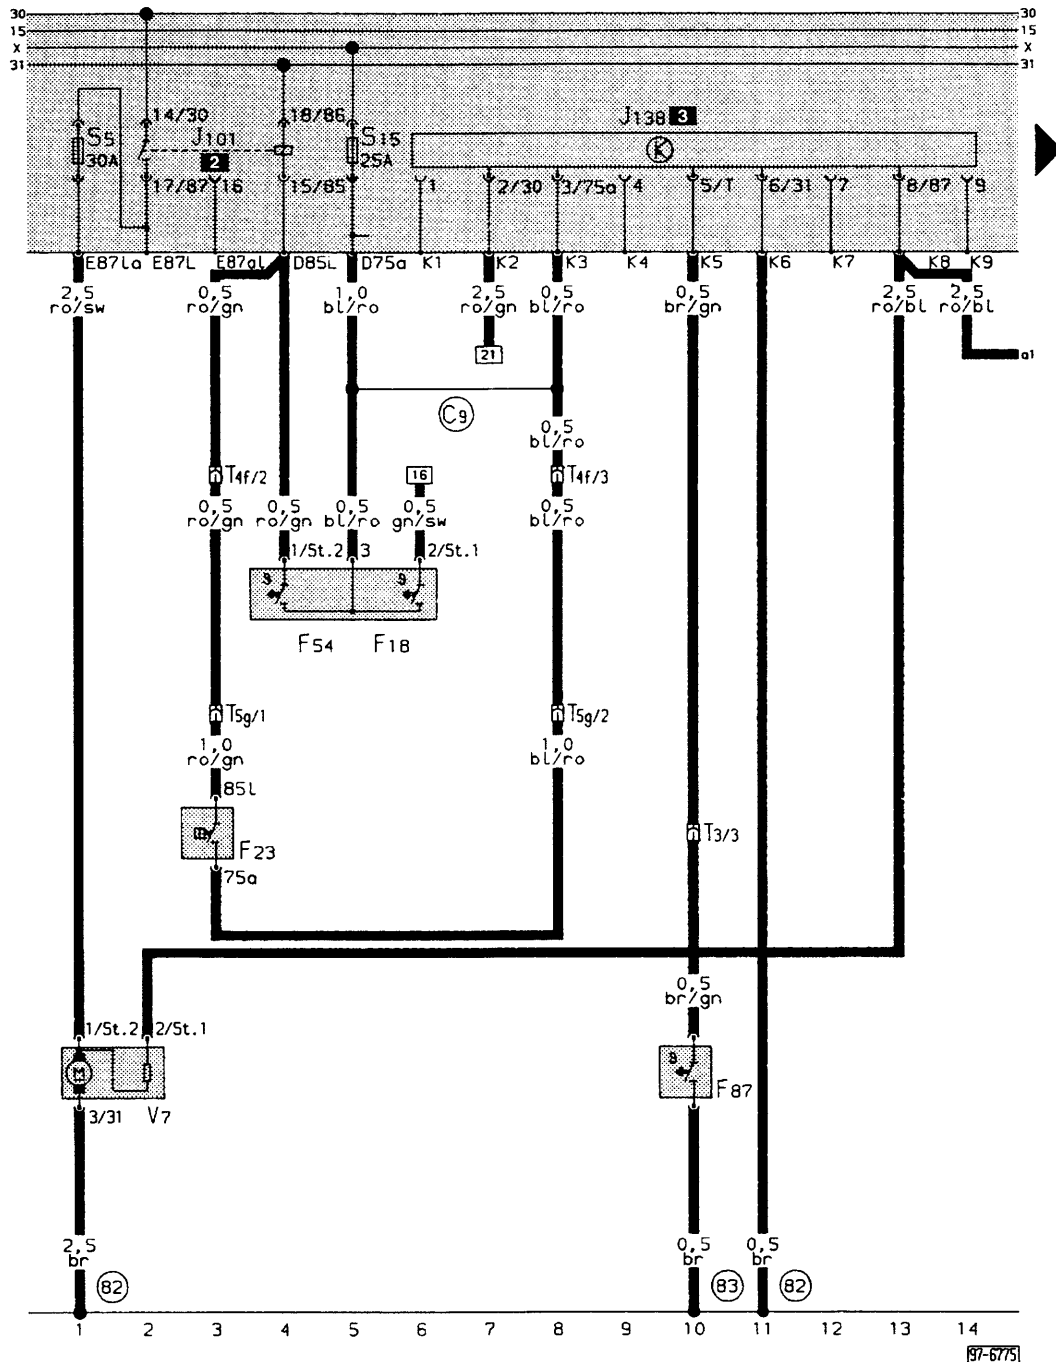 30 30
15 15
X X
31 31
14/30 18/86 J138 3
S5 J101 S15
30A 2 25A K
17/87 16 15/85 1 2/30 3/75a 4 5/T 6/31 7 8/87 9
E87la E87L E87al D85L D75a K1 K2 K3 K4 K5 K6 K7 K8 K9
2,5 0,5 1,0 2,5 0,5 0,5 2,5 2,5
ro/sw ro/gn bl/ro ro/gn bl/ro br/gn ro/bl ro/bl
21 a1
C9
0,5
bl/ro
T4f/2 16 T4f/3
0,5 0,5 0,5 0,5 0,5
ro/gn ro/gn bl/ro gn/sw bl/ro
1/St.2 3 2/St.1
F54 F18
T5g/1 T5g/2
1,0 1,0
ro/gn bl/ro
85l
F23
75a
T3/3
0,5
br/gn
1/St.2 2/St.1
M
3/31 V7 F87
2,5 0,5 0,5
br br br
82 83 82
1 2 3 4 5 6 7 8 9 10 11 12 13 14
97-6775